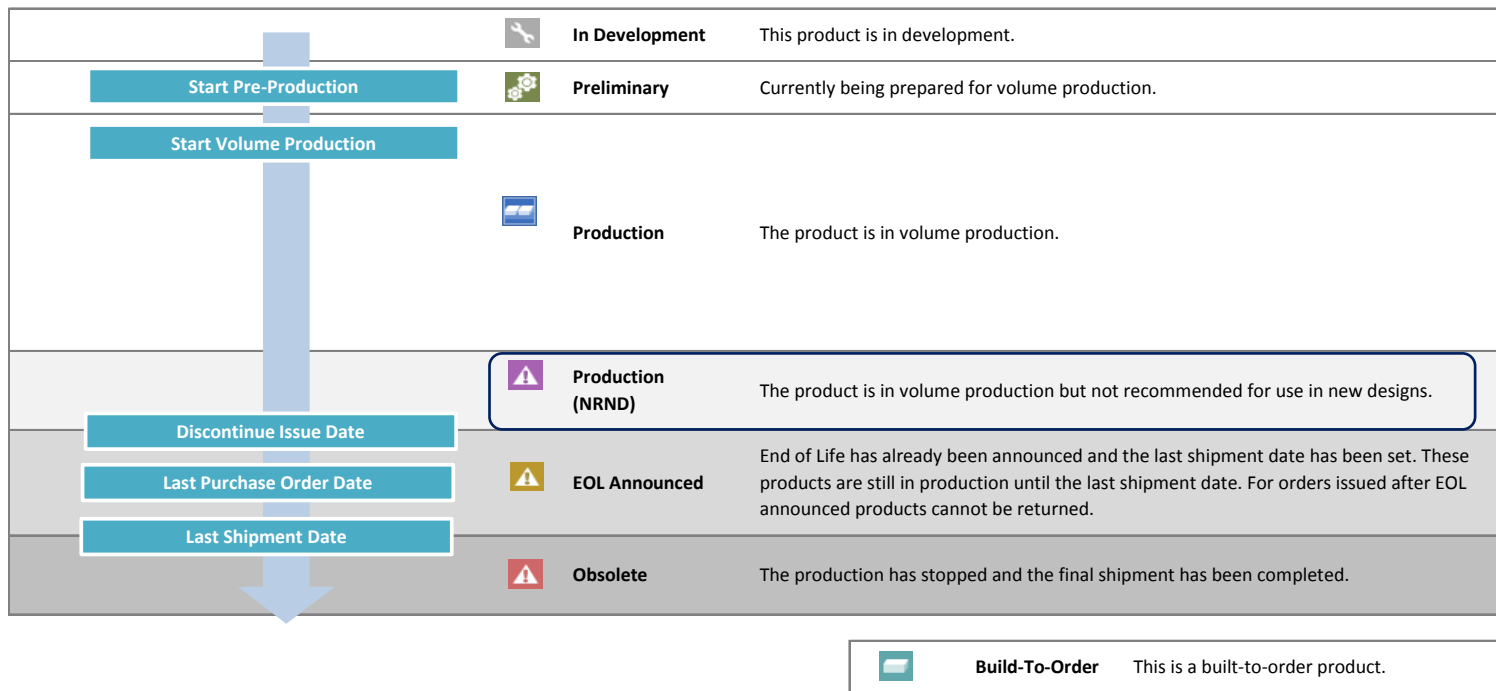 In Development This product is in development.
Start Pre-Production Preliminary Currently being prepared for volume production.
Start Volume Production
Production The product is in volume production.
Production
(NRND)
The product is in volume production but not recommended for use in new designs.
Discontinue Issue Date
Last Purchase Order Date
Last Shipment Date
EOL Announced
End of Life has already been announced and the last shipment date has been set. These
products are still in production until the last shipment date. For orders issued after EOL
announced products cannot be returned.
Obsolete The production has stopped and the final shipment has been completed.
Build-To-Order This is a built-to-order product.